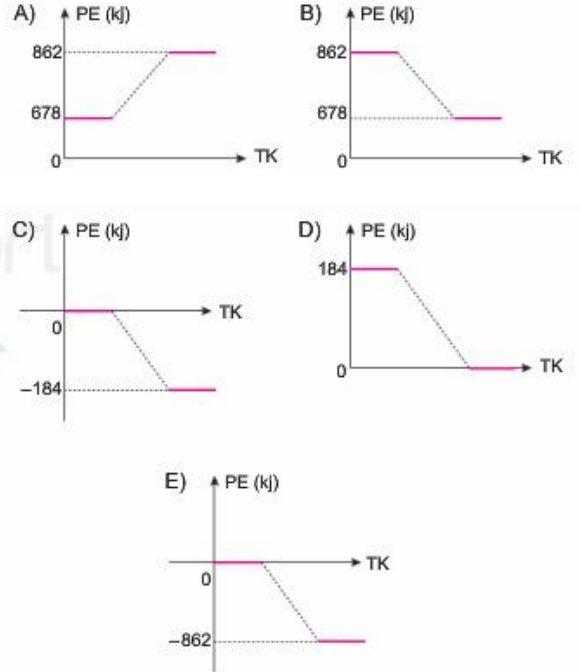 A) PE (kj) B) PE (kj)
862 862
678 678
0 TK 0 TK
C) PE (kj) D) PE (kj)
184
TK
0
−184 0 TK
E) PE (kj)
TK
0
−862